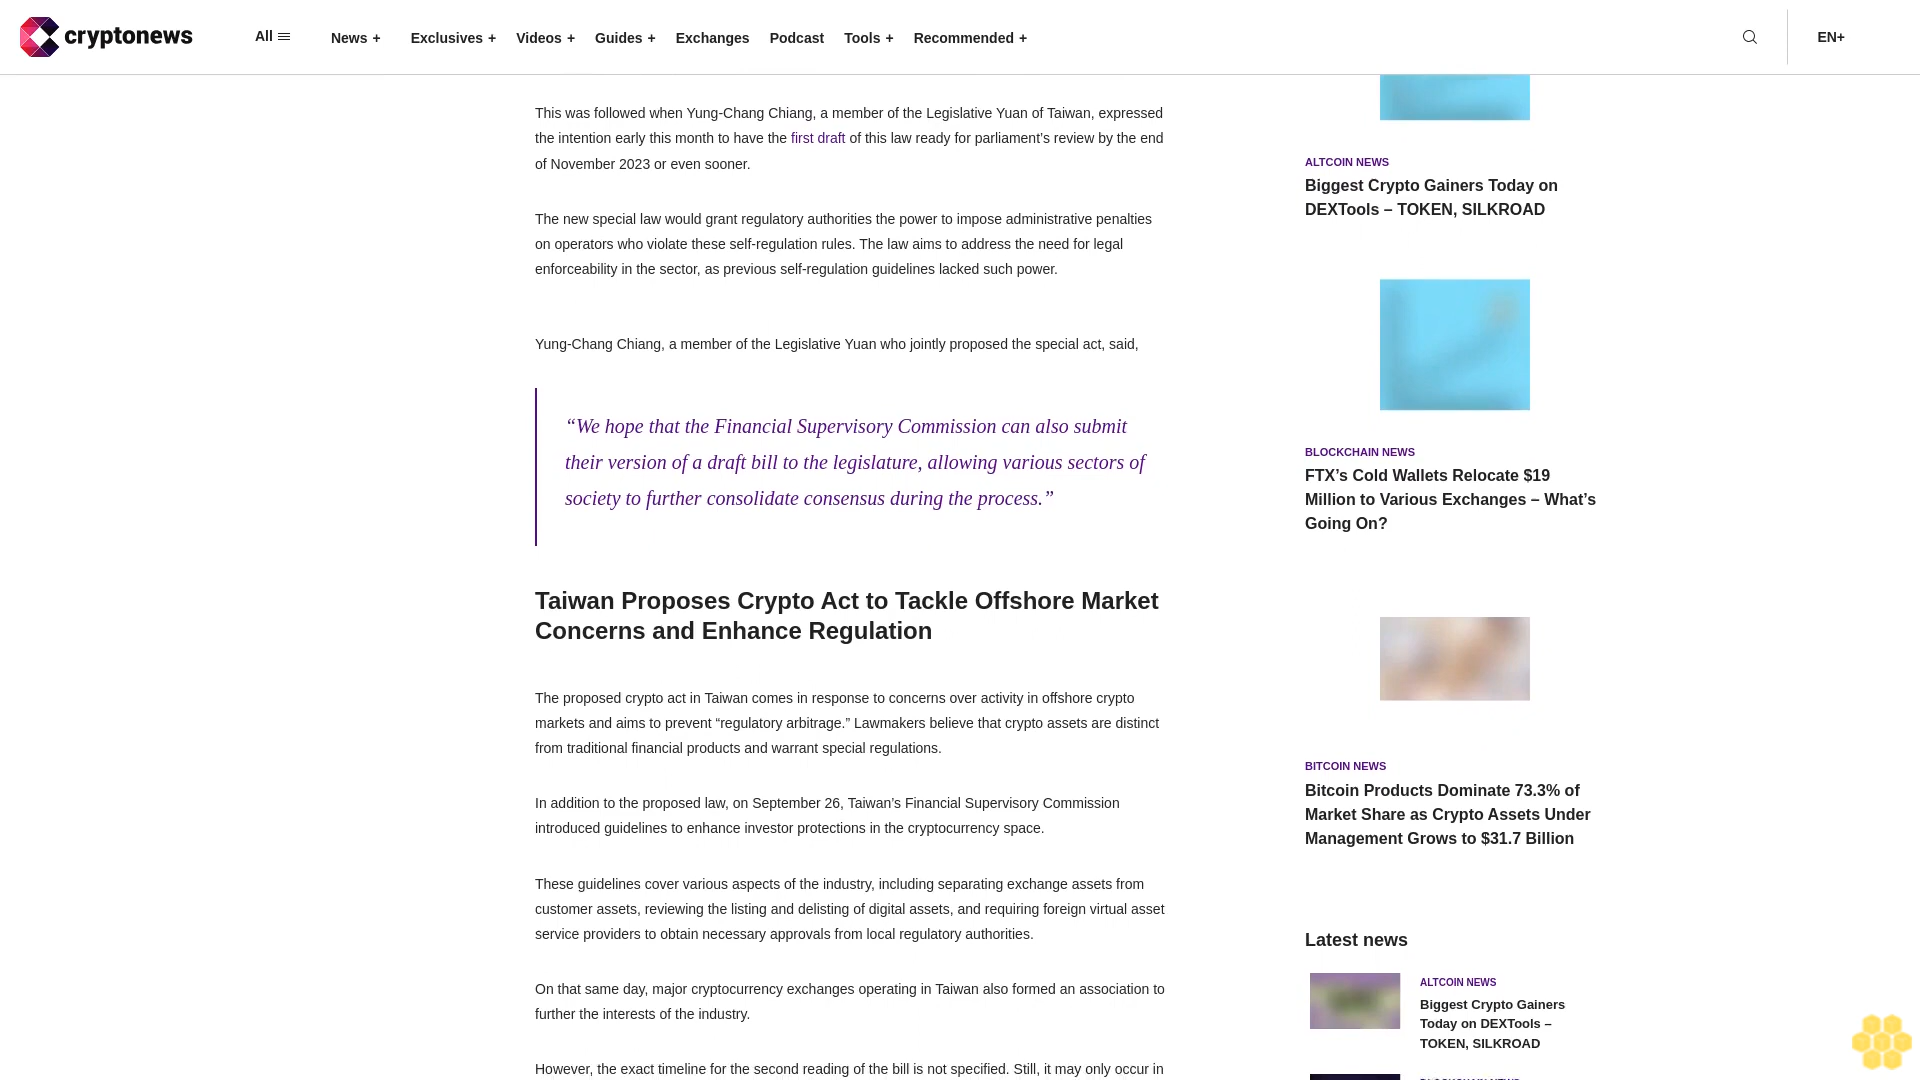 cryptonews
All
News +
Exclusives +
Videos +
Guides +
Exchanges
Podcast
Tools +
Recommended +
EN+
This was followed when Yung-Chang Chiang, a member of the Legislative Yuan of Taiwan, expressed
the intention early this month to have the first draft of this law ready for parliament’s review by the end
of November 2023 or even sooner.
The new special law would grant regulatory authorities the power to impose administrative penalties
on operators who violate these self-regulation rules. The law aims to address the need for legal
enforceability in the sector, as previous self-regulation guidelines lacked such power.
Yung-Chang Chiang, a member of the Legislative Yuan who jointly proposed the special act, said,
“We hope that the Financial Supervisory Commission can also submit
their version of a draft bill to the legislature, allowing various sectors of
society to further consolidate consensus during the process.”
Taiwan Proposes Crypto Act to Tackle Offshore Market
Concerns and Enhance Regulation
The proposed crypto act in Taiwan comes in response to concerns over activity in offshore crypto
markets and aims to prevent “regulatory arbitrage.” Lawmakers believe that crypto assets are distinct
from traditional financial products and warrant special regulations.
In addition to the proposed law, on September 26, Taiwan’s Financial Supervisory Commission
introduced guidelines to enhance investor protections in the cryptocurrency space.
These guidelines cover various aspects of the industry, including separating exchange assets from
customer assets, reviewing the listing and delisting of digital assets, and requiring foreign virtual asset
service providers to obtain necessary approvals from local regulatory authorities.
On that same day, major cryptocurrency exchanges operating in Taiwan also formed an association to
further the interests of the industry.
However, the exact timeline for the second reading of the bill is not specified. Still, it may only occur in
ALTCOIN NEWS
Biggest Crypto Gainers Today on
DEXTools – TOKEN, SILKROAD
BLOCKCHAIN NEWS
FTX’s Cold Wallets Relocate $19
Million to Various Exchanges – What’s
Going On?
BITCOIN NEWS
Bitcoin Products Dominate 73.3% of
Market Share as Crypto Assets Under
Management Grows to $31.7 Billion
Latest news
ALTCOIN NEWS
Biggest Crypto Gainers
Today on DEXTools –
TOKEN, SILKROAD